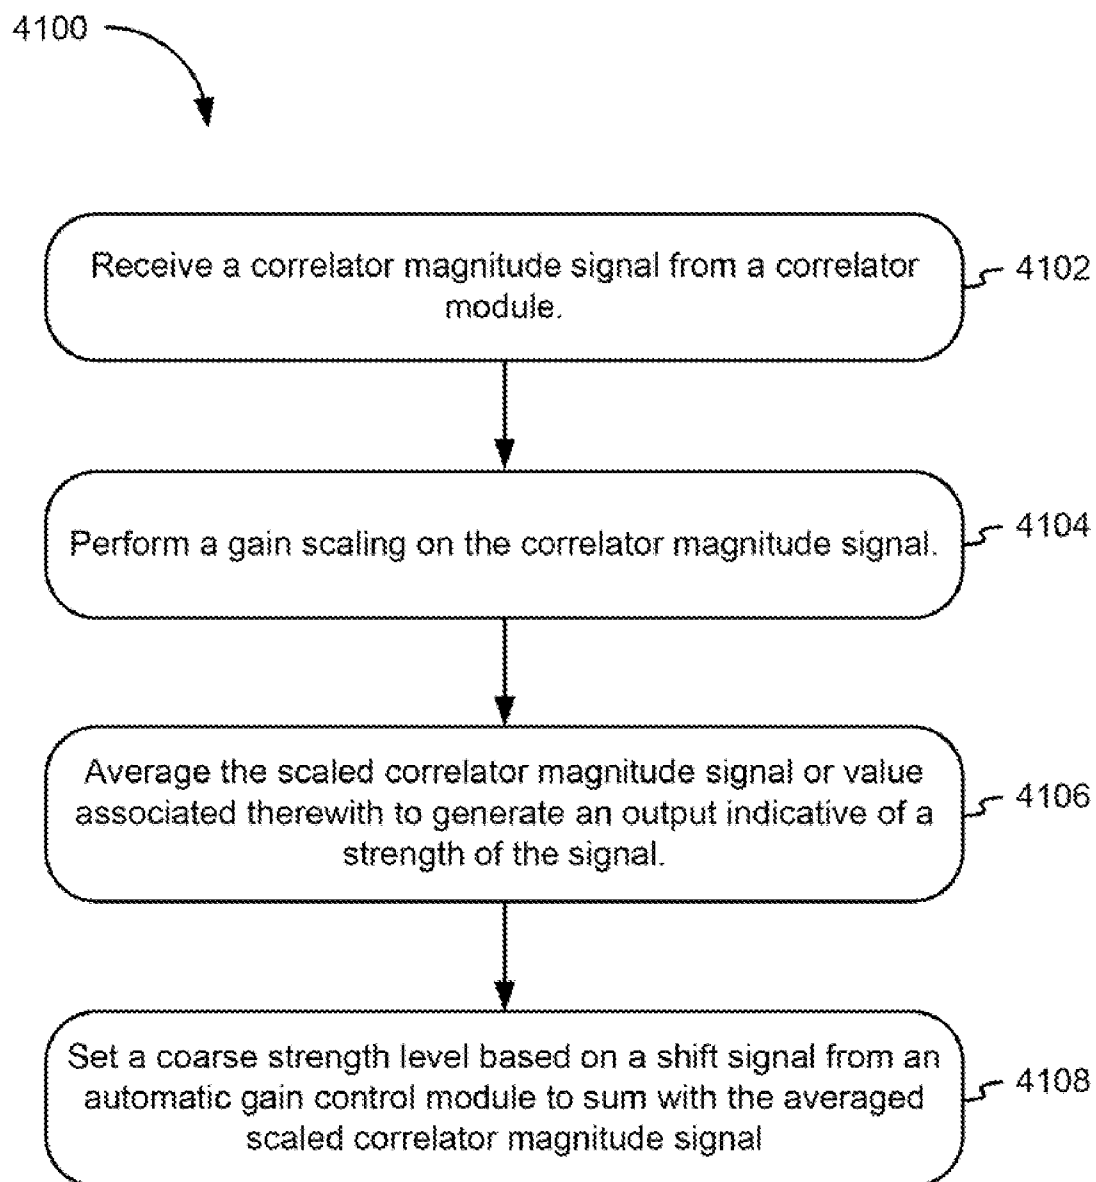 4100
Receive a correlator magnitude signal from a correlator
module.
4102
Perform a gain scaling on the correlator magnitude signal.
4104
Average the scaled correlator magnitude signal or value
associated therewith to generate an output indicative of a
strength of the signal.
4106
Set a coarse strength level based on a shift signal from an
automatic gain control module to sum with the averaged
scaled correlator magnitude signal
4108